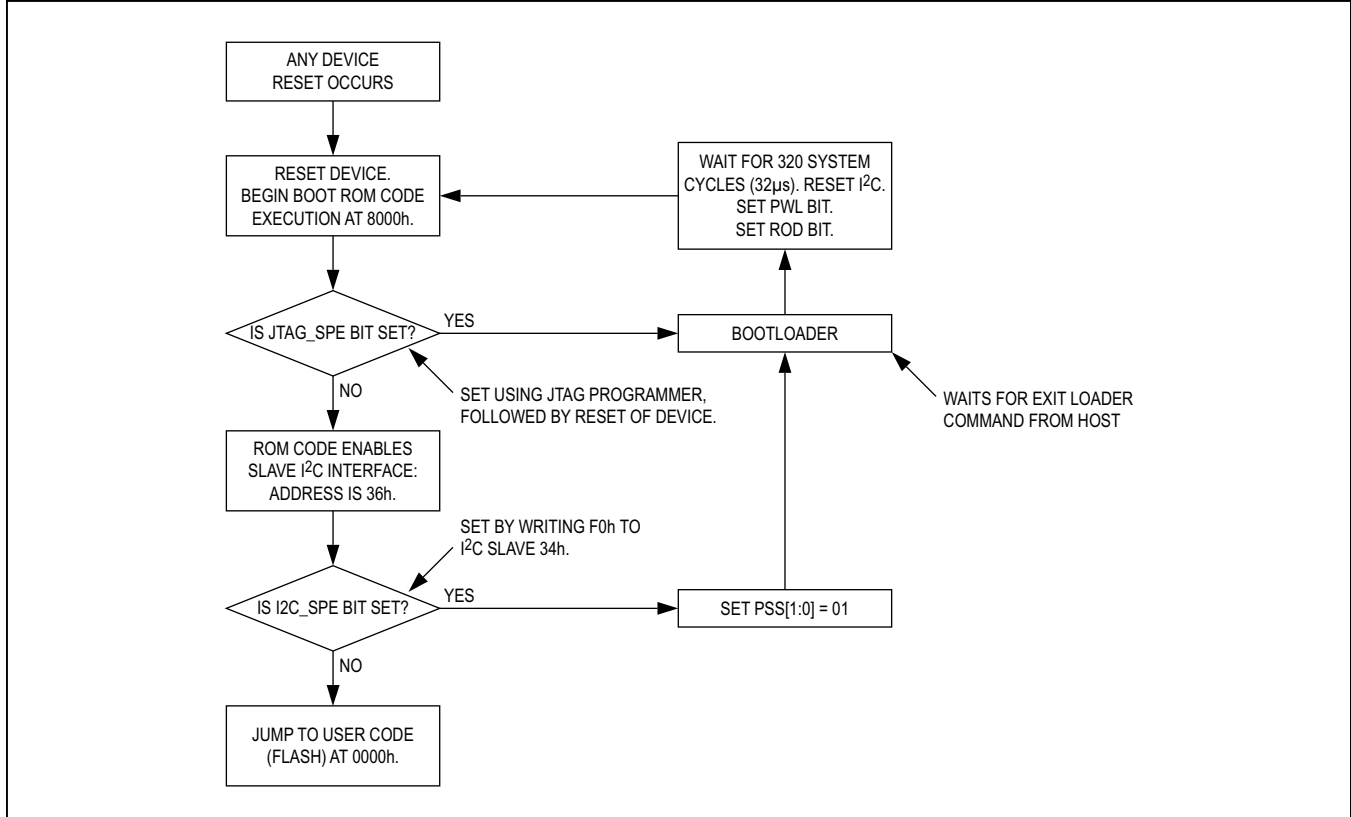 ANY DEVICE
RESET OCCURS
RESET DEVICE.
BEGIN BOOT ROM CODE
EXECUTION AT 8000h.
WAIT FOR 320 SYSTEM
CYCLES (32µs). RESET I²C.
SET PWL BIT.
SET ROD BIT.
IS JTAG_SPE BIT SET?
YES
BOOTLOADER
NO
SET USING JTAG PROGRAMMER,
FOLLOWED BY RESET OF DEVICE.
WAITS FOR EXIT LOADER
COMMAND FROM HOST
ROM CODE ENABLES
SLAVE I²C INTERFACE:
ADDRESS IS 36h.
SET BY WRITING F0h TO
I²C SLAVE 34h.
IS I2C_SPE BIT SET?
YES
SET PSS[1:0] = 01
NO
JUMP TO USER CODE
(FLASH) AT 0000h.